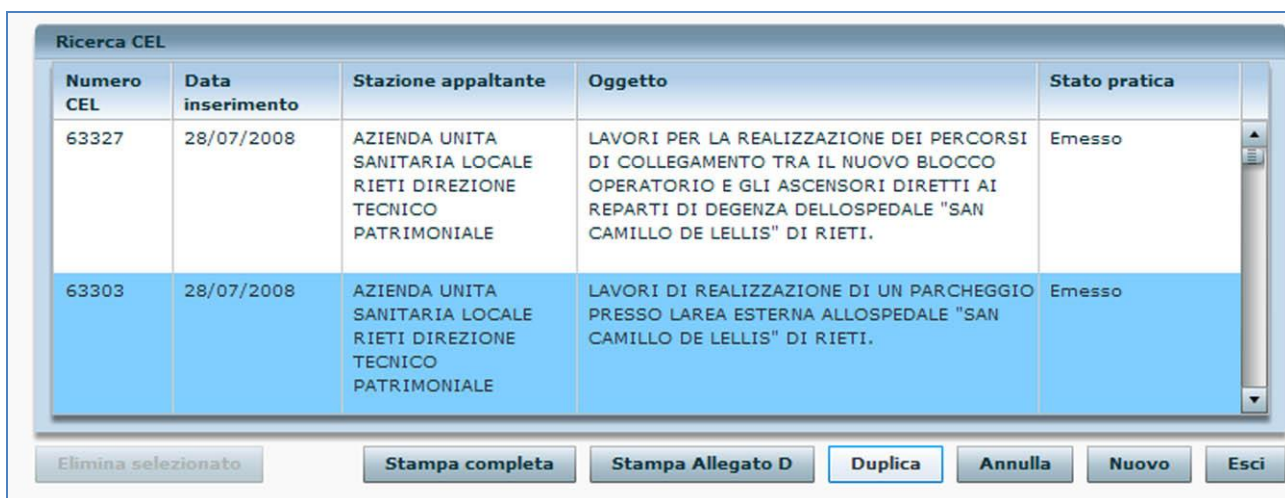 Ricerca CEL
Numero CEL
Data inserimento
Stazione appaltante
Oggetto
Stato pratica
63327
28/07/2008
AZIENDA UNITA
SANITARIA LOCALE
RIETI DIREZIONE
TECNICO
PATRIMONIALE
LAVORI PER LA REALIZZAZIONE DEI PERCORSI
DI COLLEGAMENTO TRA IL NUOVO BLOCCO
OPERATORIO E GLI ASCENSORI DIRETTI AI
REPARTI DI DEGENZA DELLOSPEDALE "SAN
CAMILLO DE LELLIS" DI RIETI.
Emesso
63303
28/07/2008
AZIENDA UNITA
SANITARIA LOCALE
RIETI DIREZIONE
TECNICO
PATRIMONIALE
LAVORI DI REALIZZAZIONE DI UN PARCHEGGIO
PRESSO LAREA ESTERNA ALLOSPEDALE "SAN
CAMILLO DE LELLIS" DI RIETI.
Emesso
Elimina selezionato
Stampa completa
Stampa Allegato D
Duplica
Annulla
Nuovo
Esci